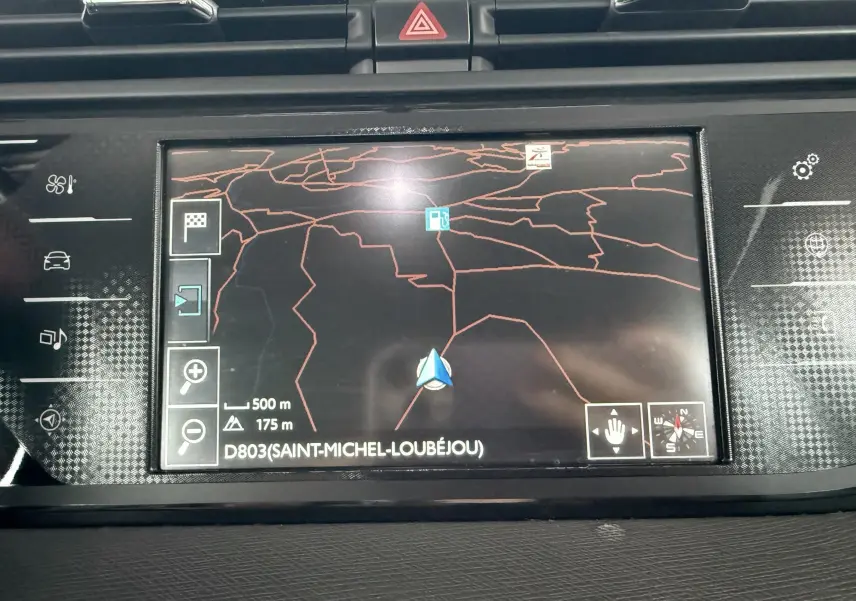 500 m
175 m
D803(SAINT-MICHEL-LOUBÉJOU)
N
W E
S